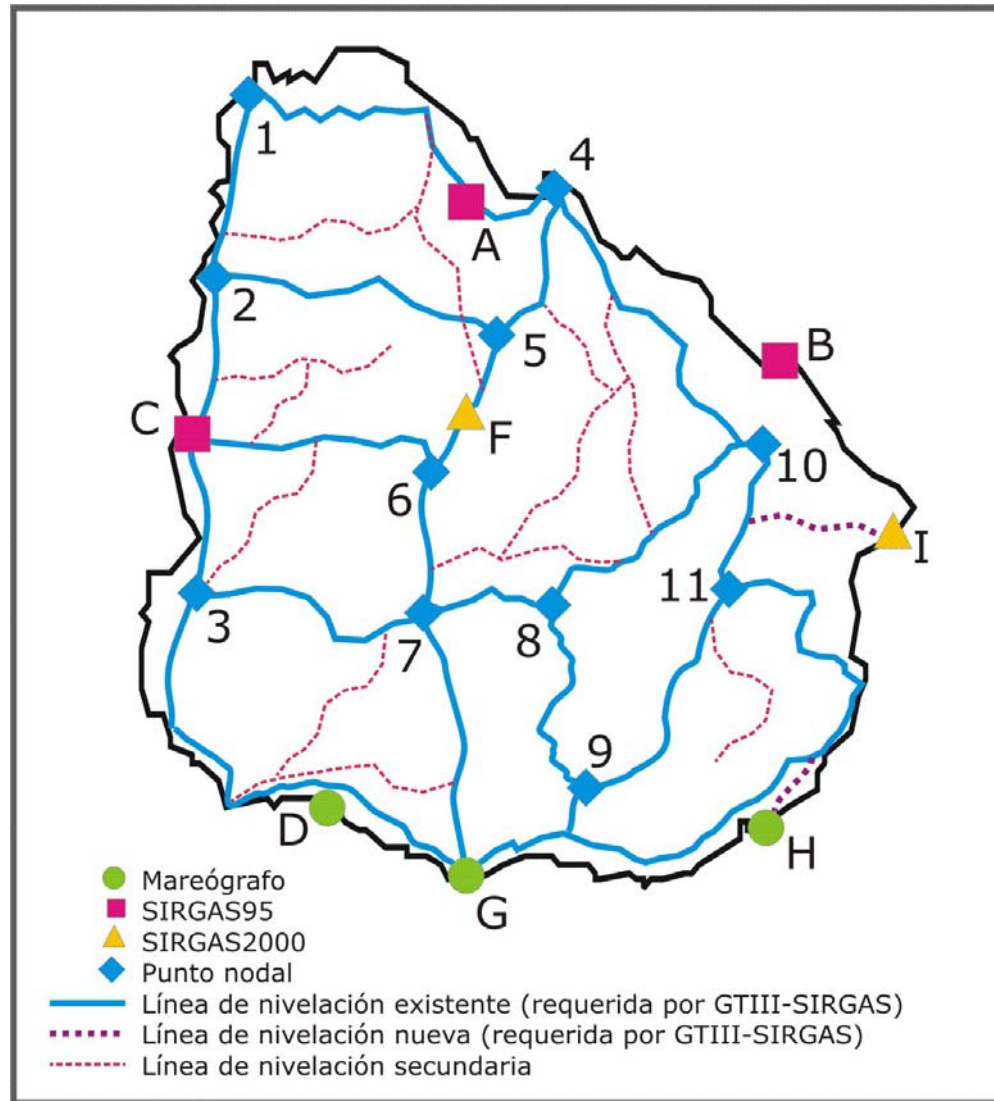 1
4
A
2
5
B
C
F
6
10
I
3
7
8
11
9
D
H
G
Mareógrafo
SIRGAS95
SIRGAS2000
Punto nodal
Línea de nivelación existente (requerida por GTIII-SIRGAS)
Línea de nivelación nueva (requerida por GTIII-SIRGAS)
Línea de nivelación secundaria